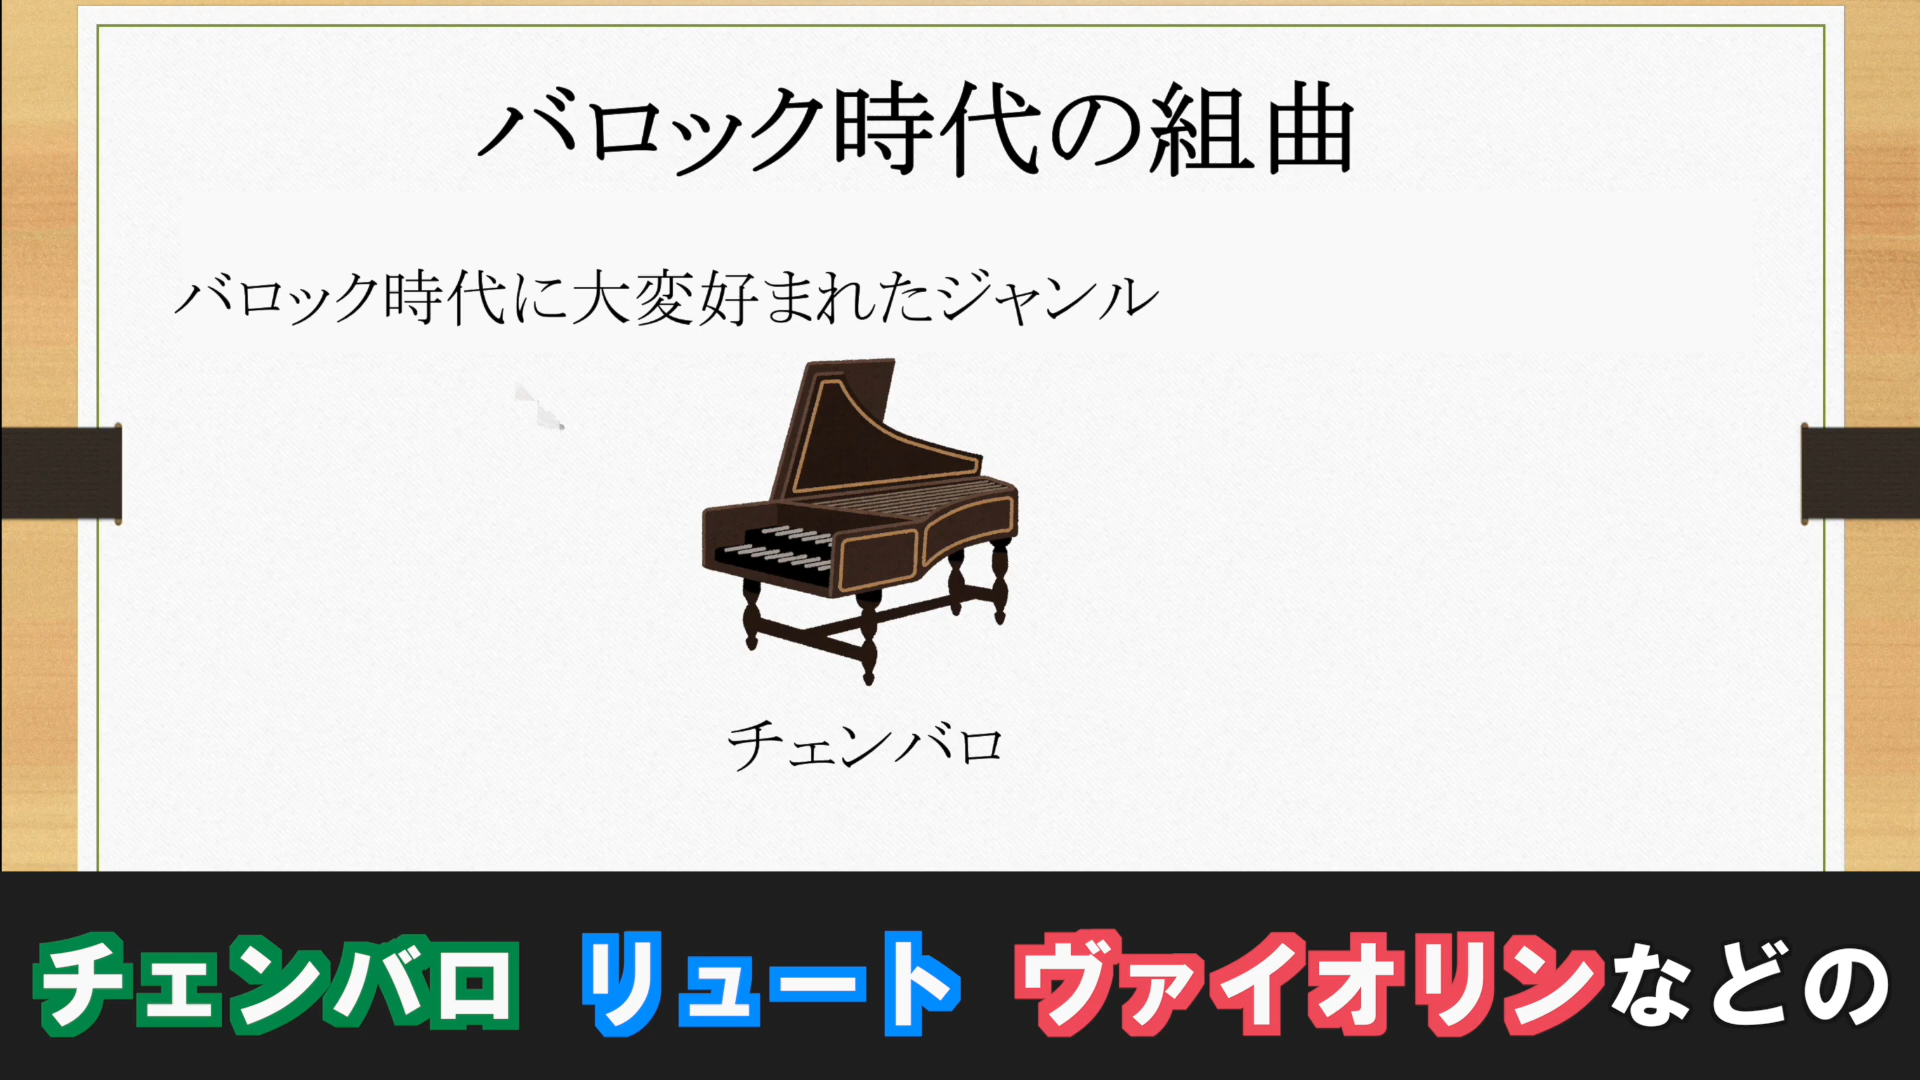 バロック時代の組曲
バロック時代に大変好まれたジャンル
チェンバロ
チェンバロ リュート ヴァイオリンなどの